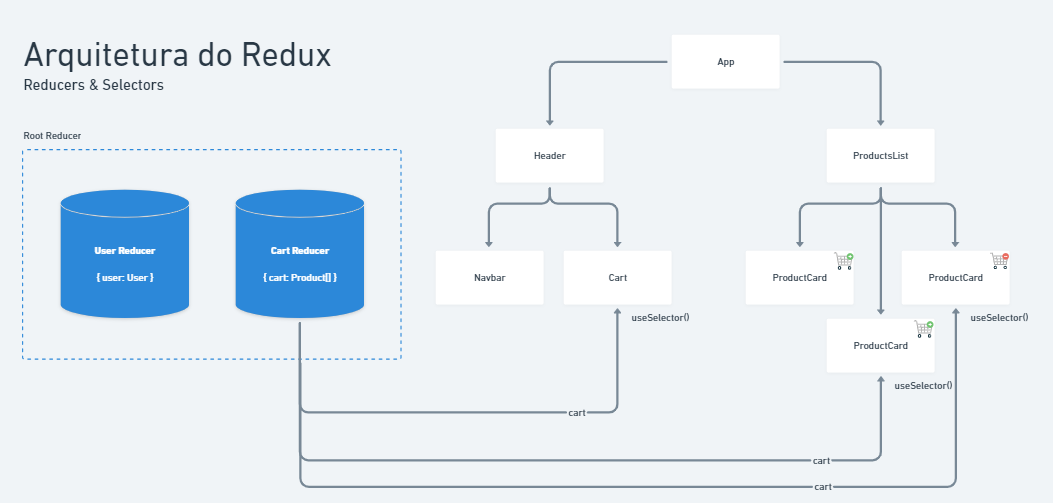 Arquitetura do Redux
Reducers & Selectors
Root Reducer
User Reducer
{ user: User }
Cart Reducer
{ cart: Product[] }
App
Header
ProductsList
Navbar
Cart
ProductCard
ProductCard
useSelector()
useSelector()
ProductCard
useSelector()
cart
cart
cart